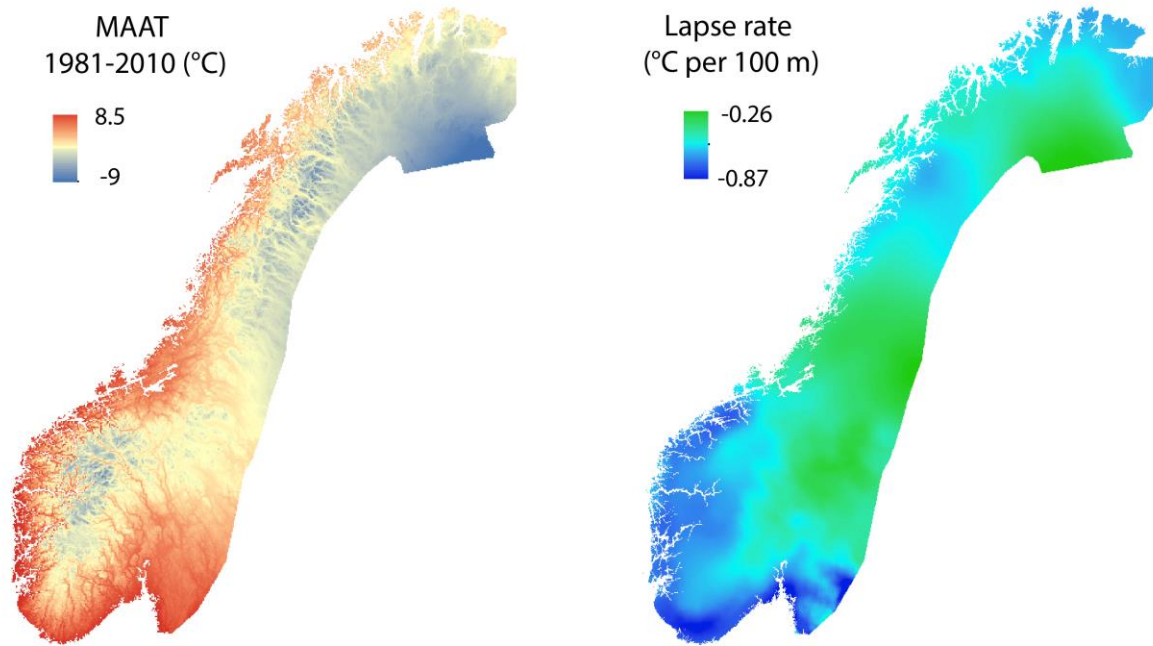 MAAT
1981-2010 (°C)
8.5
-9
Lapse rate
(°C per 100 m)
-0.26
-0.87